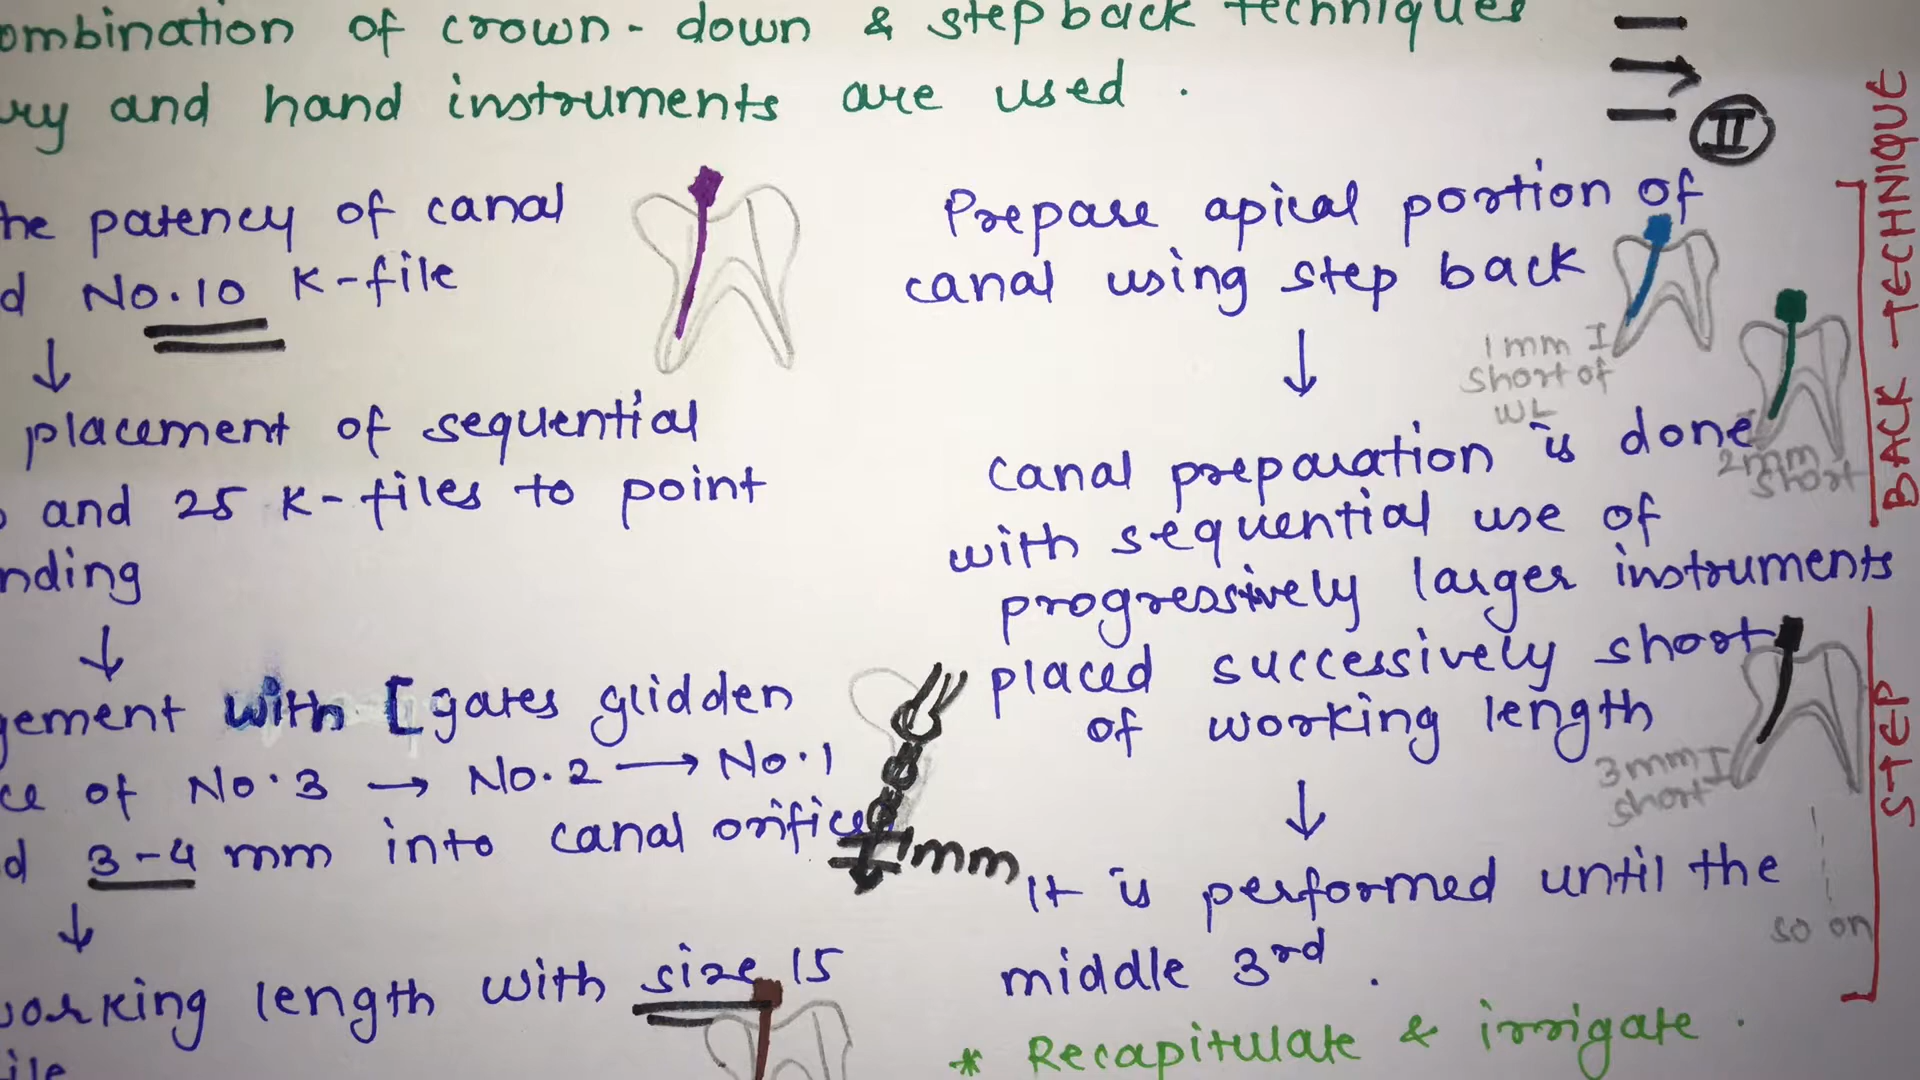 ombination of crown-down & step back techniques
ry and hand instruments are used.
he patency of canal
d No.10 K-file
↓
placement of sequential
and 25 K-files to point
nding
↓
gement with [gates glidden
ce of No.3 → No.2 → No.1
d 3-4 mm into canal orifice
1mm
↓
working length with size 15
ile
II
Prepare apical portion of
canal using step back
↓
1mm
short of
WL
2mm
short
canal preparation is done
with sequential use of
progressively larger instruments
placed successively short
of working length
3mm
short
↓
It is performed until the
middle 3rd.
so on
* Recapitulate & irrigate.
STEP BACK-TECHNIQUE